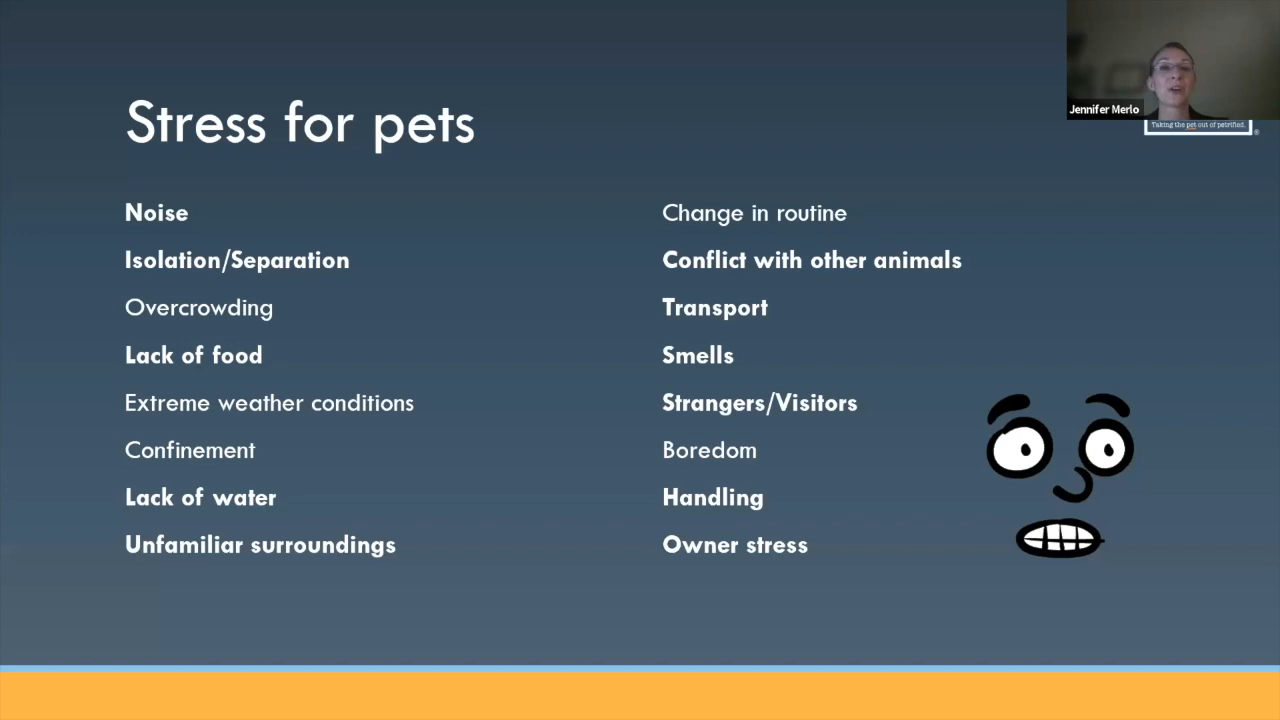 Jennifer Merlo
Taking the pet out of petrified.
®
Stress for pets
Noise
Isolation/Separation
Overcrowding
Lack of food
Extreme weather conditions
Confinement
Lack of water
Unfamiliar surroundings
Change in routine
Conflict with other animals
Transport
Smells
Strangers/Visitors
Boredom
Handling
Owner stress